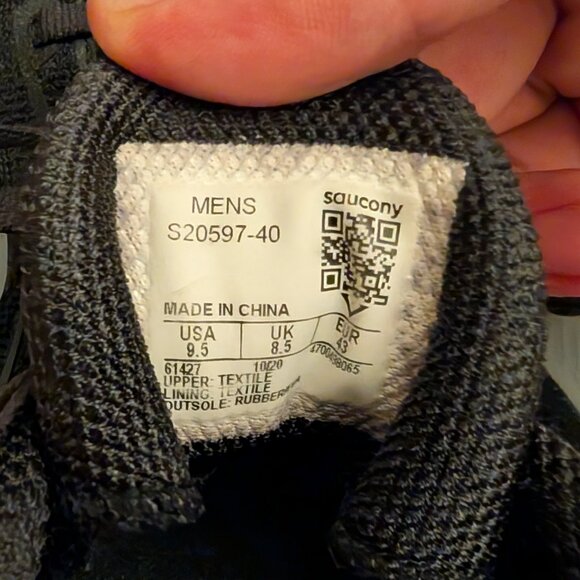 MENS
S20597-40
saucony
MADE IN CHINA
USA UK EUR
9.5 8.5 43
61427 10/20
UPPER: TEXTILE
LINING: TEXTILE
OUTSOLE: